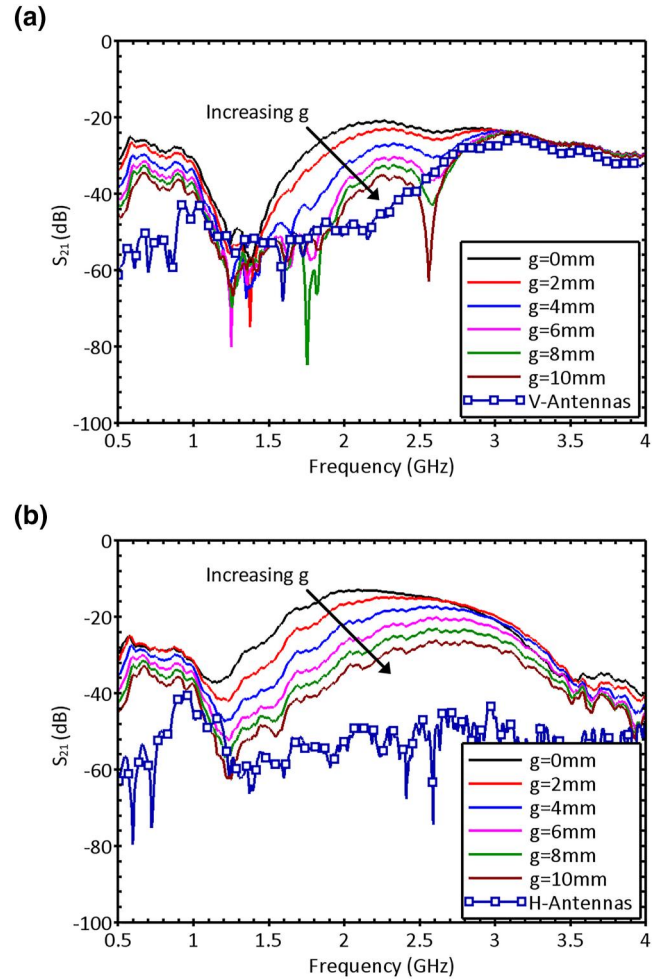 (a)
0
-20
-40
-60
-80
-100
S21 (dB)
Increasing g
g=0mm
g=2mm
g=4mm
g=6mm
g=8mm
g=10mm
V-Antennas
0.5 1 1.5 2 2.5 3 3.5 4
Frequency (GHz)
(b)
0
-20
-40
-60
-80
-100
S21 (dB)
Increasing g
g=0mm
g=2mm
g=4mm
g=6mm
g=8mm
g=10mm
H-Antennas
0.5 1 1.5 2 2.5 3 3.5 4
Frequency (GHz)